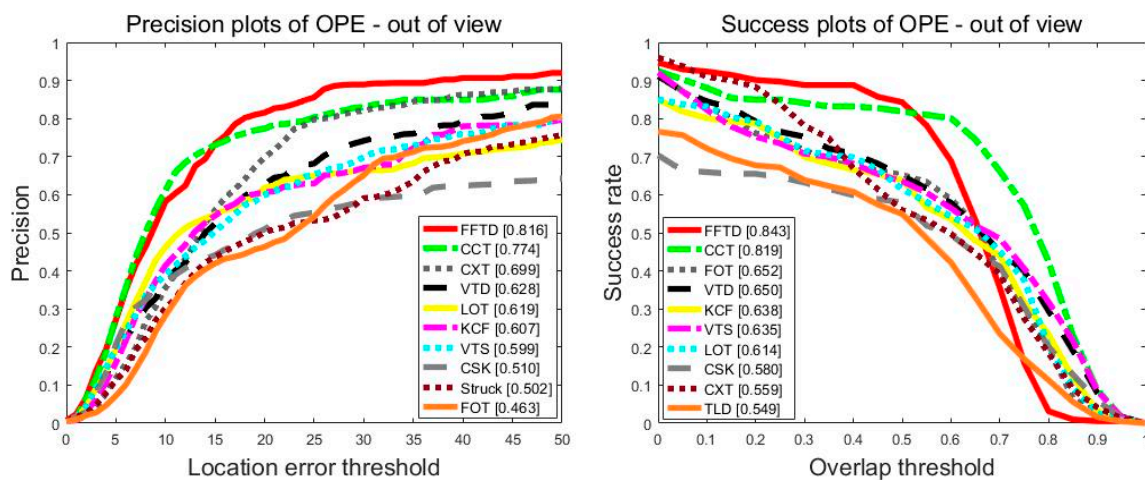 Precision plots of OPE - out of view
1
0.9
0.8
0.7
0.6
0.5
0.4
0.3
0.2
0.1
0
Precision
FFTD [0.816]
CCT [0.774]
CXT [0.699]
VTD [0.628]
LOT [0.619]
KCF [0.607]
VTS [0.599]
CSK [0.510]
Struck [0.502]
FOT [0.463]
0 5 10 15 20 25 30 35 40 45 50
Location error threshold
Success plots of OPE - out of view
1
0.9
0.8
0.7
0.6
0.5
0.4
0.3
0.2
0.1
0
Success rate
FFTD [0.843]
CCT [0.819]
FOT [0.652]
VTD [0.650]
KCF [0.638]
VTS [0.635]
LOT [0.614]
CSK [0.580]
CXT [0.559]
TLD [0.549]
0 0.1 0.2 0.3 0.4 0.5 0.6 0.7 0.8 0.9
Overlap threshold